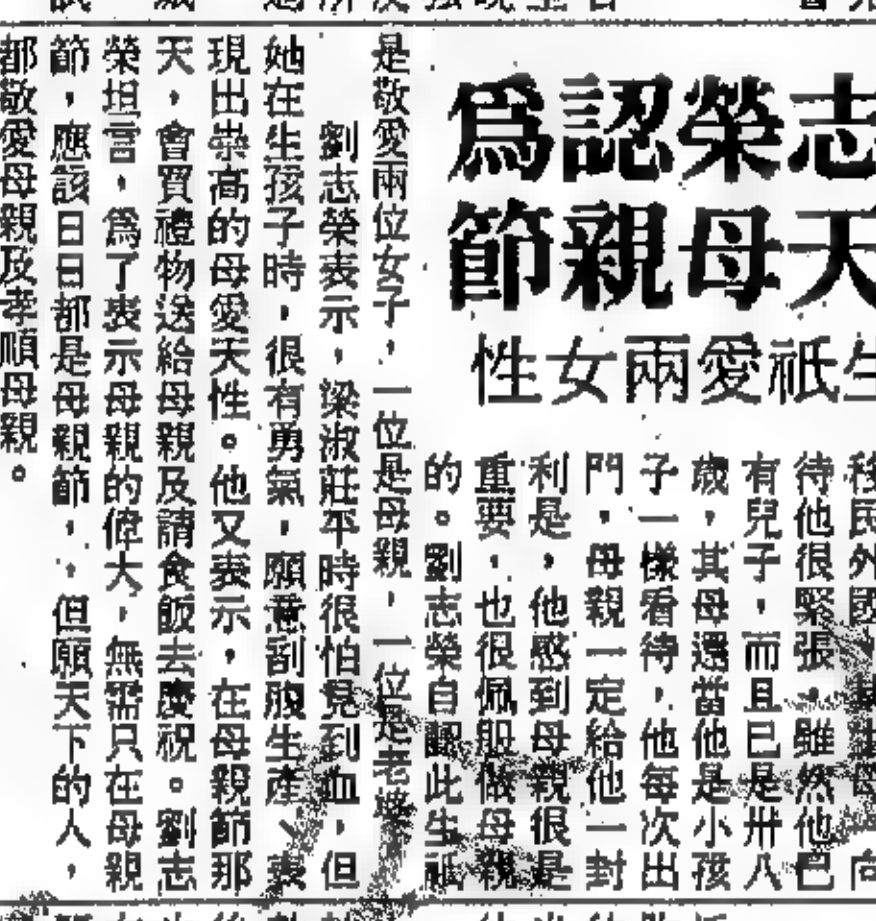 志榮認爲
天母親節
生祇愛兩女性
移民外國
待他很緊張，雖然他已
有兒子，而且已是卅八
歲，其母還當他是小孩
子一樣看待，他每次出
門，母親一定給他一封
利是，他感到母親很是
重要，也很佩服做母親
的。劉志榮自認此生祇
是敬愛兩位女子，一位是母親，一位是老婆
劉志榮表示，梁淑莊平時很怕見到血，但
她在生孩子時，很有勇氣，願意剖腹生產、表
現出崇高的母愛天性。他又表示，在母親節那
天，會買禮物送給母親及請食飯去慶祝。劉志
榮坦言，爲了表示母親的偉大，無需只在母親
節，應該日日都是母親節，，但願天下的人，
都敬愛母親及孝順母親。